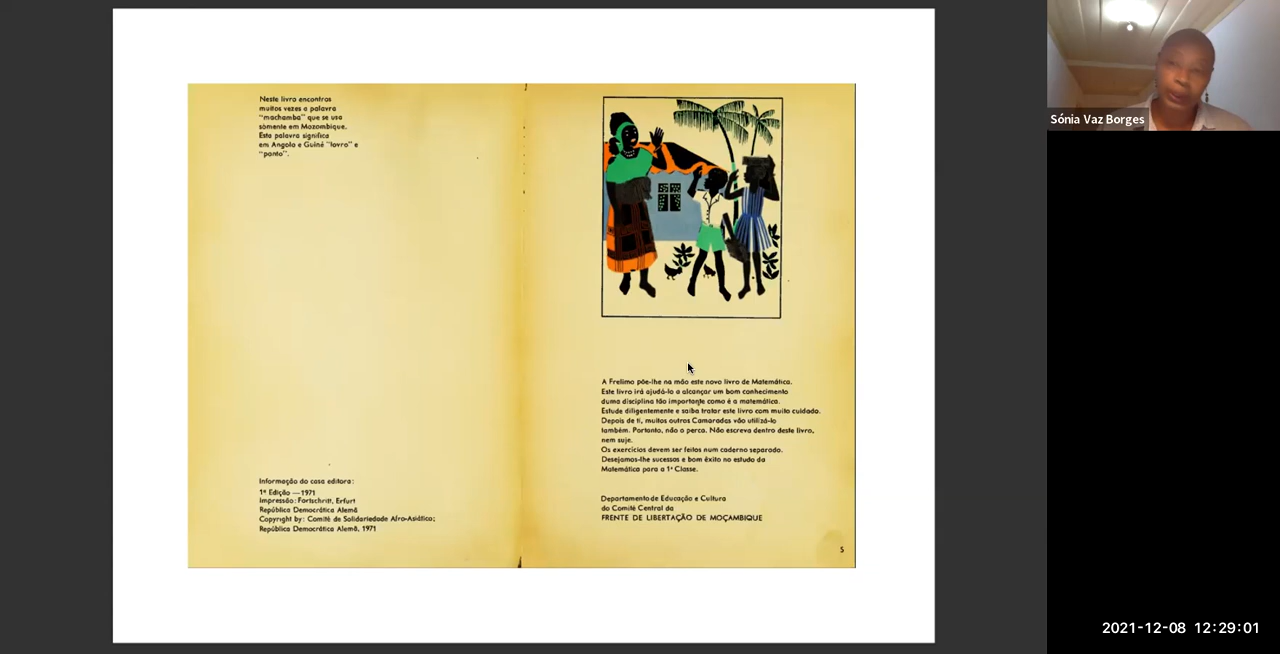 Neste livro encontras
muitos vezes a palavra
"machamba" que se usa
sòmente em Mozombique.
Esta palavra significa
em Angola e Guiné "lavra" e
"ponto".
Informação da casa editora:
1ª Edição — 1971
Impressão: Fortschritt, Erfurt
República Democrática Alemã
Copyright by: Comité de Solidariedade Afro-Asiático;
República Democrática Alemã, 1971
A Frelimo põe-lhe na mão este novo livro de Matemática.
Este livro irá ajudá-lo a alcançar um bom conhecimento
duma disciplina tão importante como é a matemática.
Estude diligentemente e saiba tratar este livro com muito cuidado.
Depois de ti, muitos outros Camaradas vão utilizá-lo
também. Portanto, não o perca. Não escreva dentro deste livro,
nem suje.
Os exercícios devem ser feitos num caderno separado.
Desejamos-lhe sucessos e bom êxito no estudo da
Matemática para a 1ª Classe.
Departamento de Educação e Cultura
do Comité Central da
FRENTE DE LIBERTAÇÃO DE MOÇAMBIQUE
5
Sónia Vaz Borges
2021-12-08 12:29:01